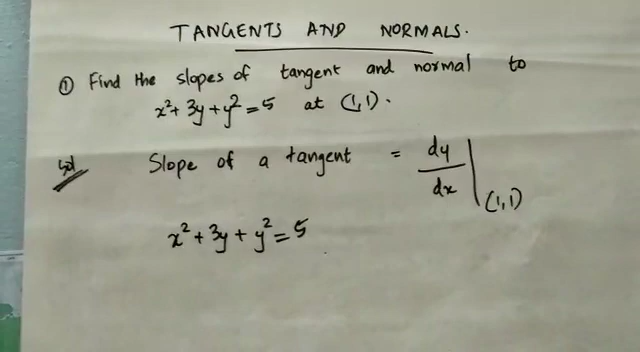 TANGENTS AND NORMALS.
① Find the slopes of tangent and normal to
x²+3y+y²=5 at (1,1).
Sol Slope of a tangent = dy/dx|(1,1)
x²+3y+y²=5